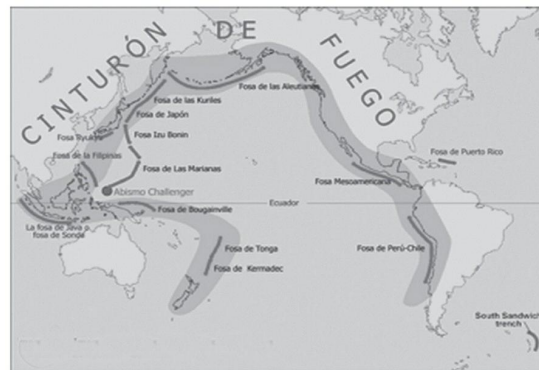 CINTURÓN DE FUEGO
Fosa de las Aleutianas
Fosa de las Kuriles
Fosa de Japón
Fosa Izu Bonin
Fosa Ryukyu
Fosa de la Filipinas
Fosa de Las Marianas
Abismo Challenger
Fosa de Puerto Rico
Fosa Mesoamericana
Ecuador
Fosa de Bougainville
La fosa de Java o
fosa de Sonda
Fosa de Tonga
Fosa de Kermadec
Fosa de Perú-Chile
South Sandwich
trench